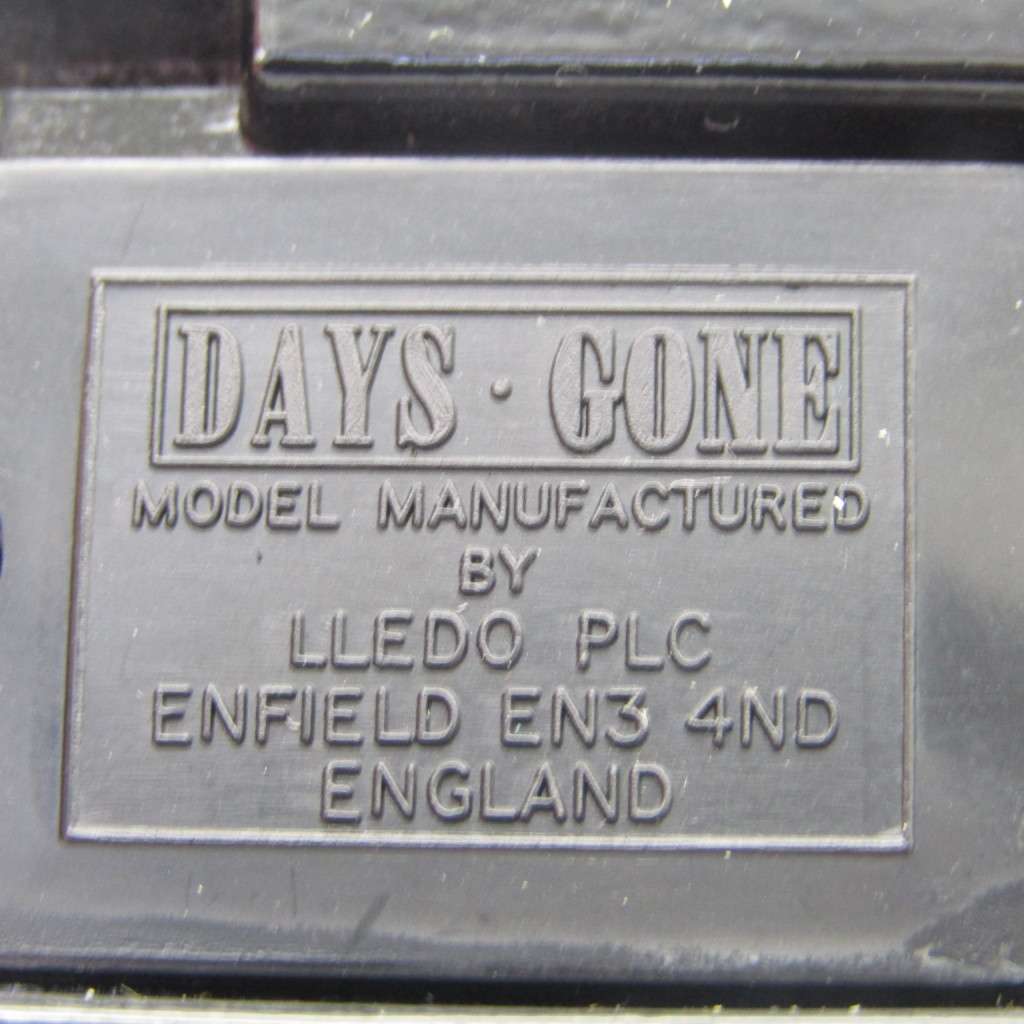 DAYS · GONE
MODEL MANUFACTURED
BY
LLEDO PLC
ENFIELD EN3 4ND
ENGLAND